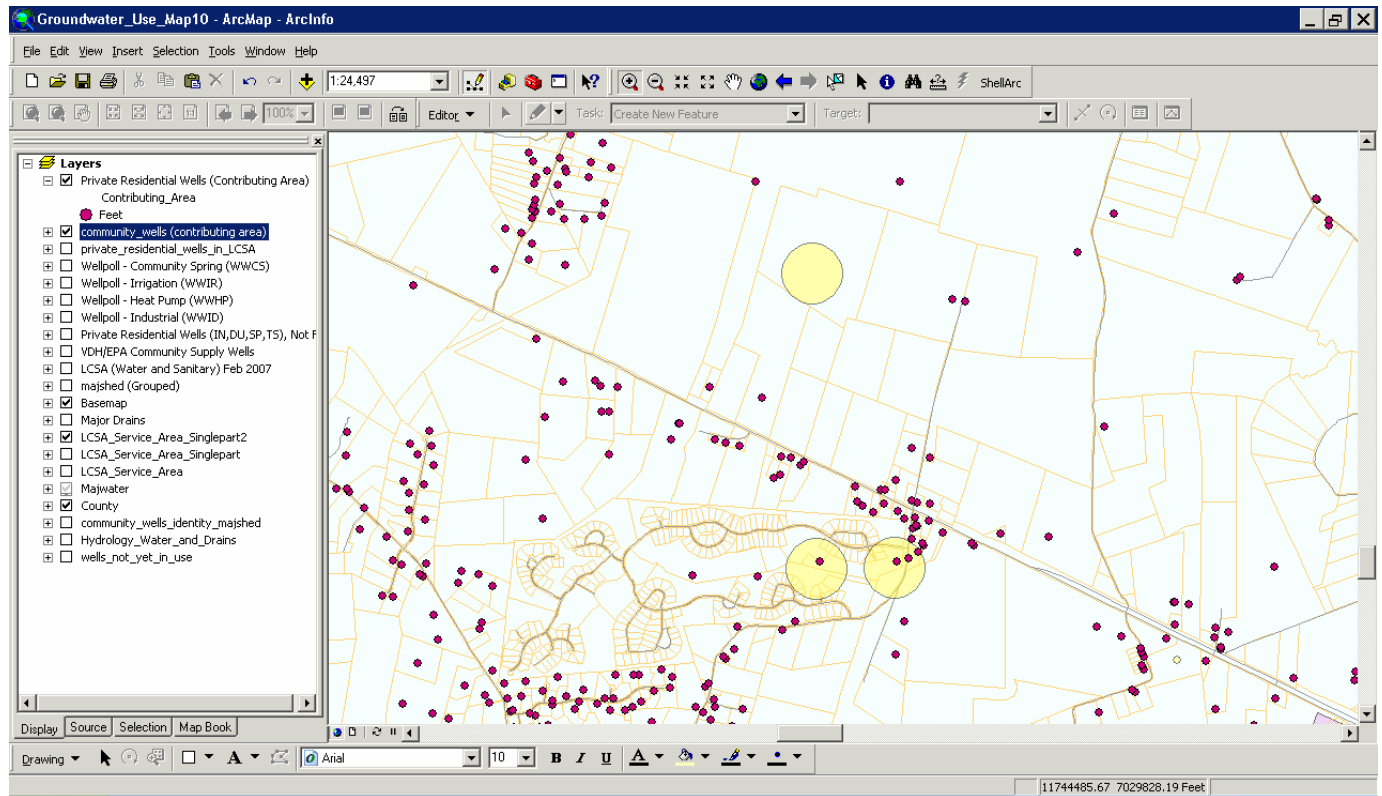 Groundwater_Use_Map10 - ArcMap - ArcInfo
File Edit View Insert Selection Tools Window Help
1:24,497 ShellArc
100% Editor Task: Create New Feature Target:
Layers
Private Residential Wells (Contributing Area)
Contributing_Area
Feet
community_wells (contributing area)
private_residential_wells_in_LCSA
Wellpoll - Community Spring (WWCS)
Wellpoll - Irrigation (WWIR)
Wellpoll - Heat Pump (WWHP)
Wellpoll - Industrial (WWID)
Private Residential Wells (IN,DU,SP,TS), Not F
VDH/EPA Community Supply Wells
LCSA (Water and Sanitary) Feb 2007
majshed (Grouped)
Basemap
Major Drains
LCSA_Service_Area_Singlepart2
LCSA_Service_Area_Singlepart
LCSA_Service_Area
Majwater
County
community_wells_identity_majshed
Hydrology_Water_and_Drains
wells_not_yet_in_use
Display Source Selection Map Book
Drawing A Arial 10 B I U A
11744485.67 7029828.19 Feet